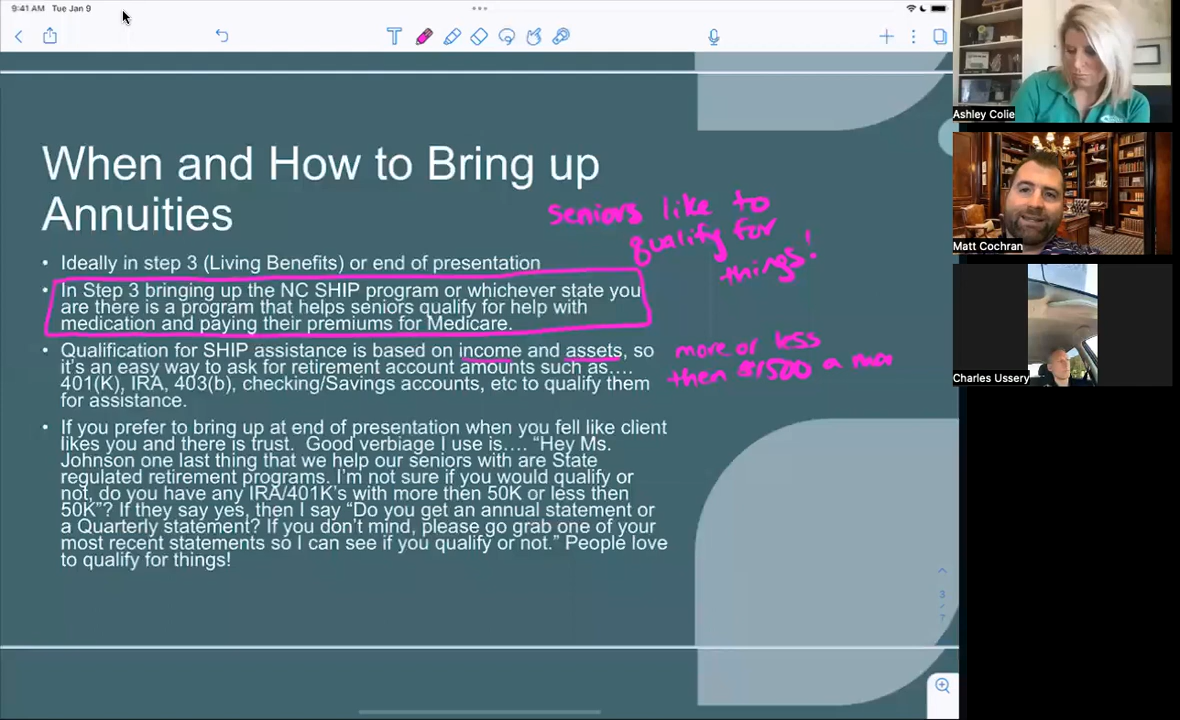 9:41 AM Tue Jan 9
When and How to Bring up
Annuities
seniors like to
qualify for
things!
• Ideally in step 3 (Living Benefits) or end of presentation
• In Step 3 bringing up the NC SHIP program or whichever state you
are there is a program that helps seniors qualify for help with
medication and paying their premiums for Medicare.
• Qualification for SHIP assistance is based on income and assets, so
it's an easy way to ask for retirement account amounts such as….
401(K), IRA, 403(b), checking/Savings accounts, etc to qualify them
for assistance.
more or less
then $1500 a mo
• If you prefer to bring up at end of presentation when you fell like client
likes you and there is trust. Good verbiage I use is…. “Hey Ms.
Johnson one last thing that we help our seniors with are State
regulated retirement programs. I'm not sure if you would qualify or
not, do you have any IRA/401K's with more then 50K or less then
50K”? If they say yes, then I say “Do you get an annual statement or
a Quarterly statement? If you don't mind, please go grab one of your
most recent statements so I can see if you qualify or not.” People love
to qualify for things!
3
/
7
Ashley Colie
Matt Cochran
Charles Ussery